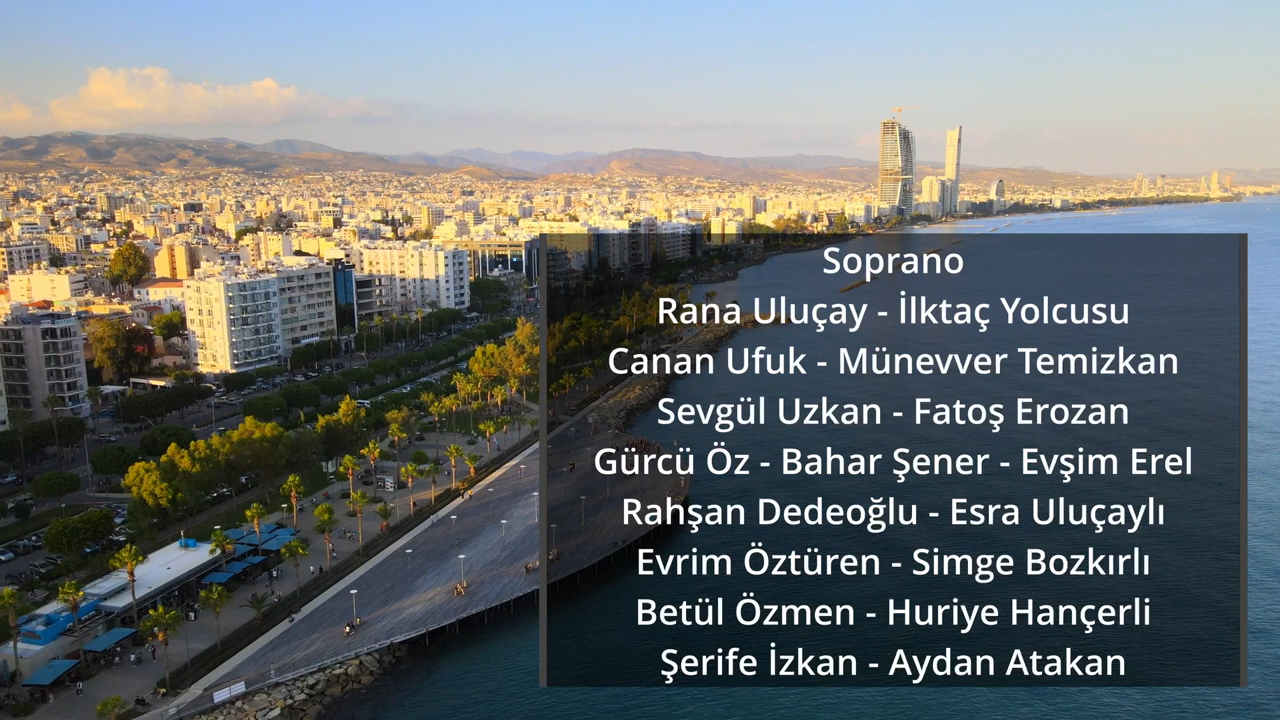 Soprano
Rana Uluçay - İlktaç Yolcusu
Canan Ufuk - Münevver Temizkan
Sevgül Uzkan - Fatoş Erozan
Gürcü Öz - Bahar Şener - Evşim Erel
Rahşan Dedeoğlu - Esra Uluçaylı
Evrim Öztüren - Simge Bozkırlı
Betül Özmen - Huriye Hançerli
Şerife İzkan - Aydan Atakan